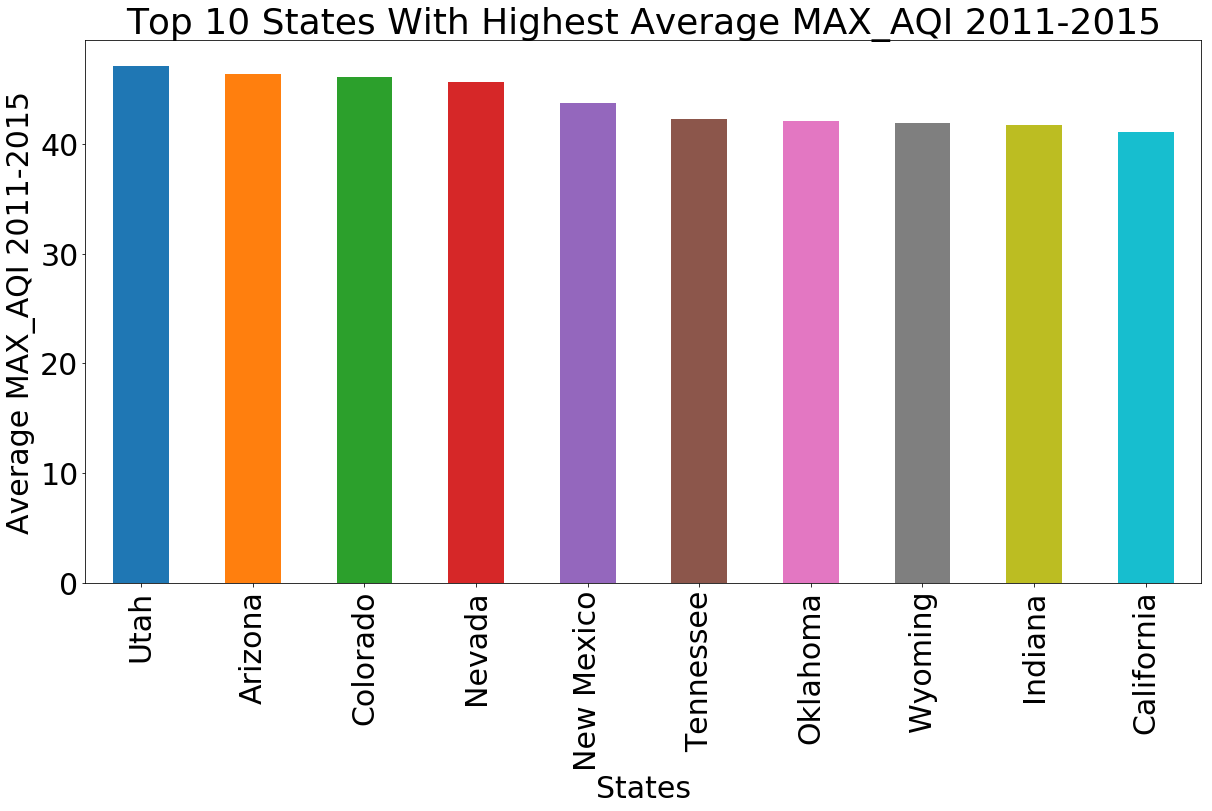 Top 10 States With Highest Average MAX_AQI 2011-2015
Average MAX_AQI 2011-2015
40
30
20
10
0
Utah
Arizona
Colorado
Nevada
New Mexico
Tennessee
Oklahoma
Wyoming
Indiana
California
States